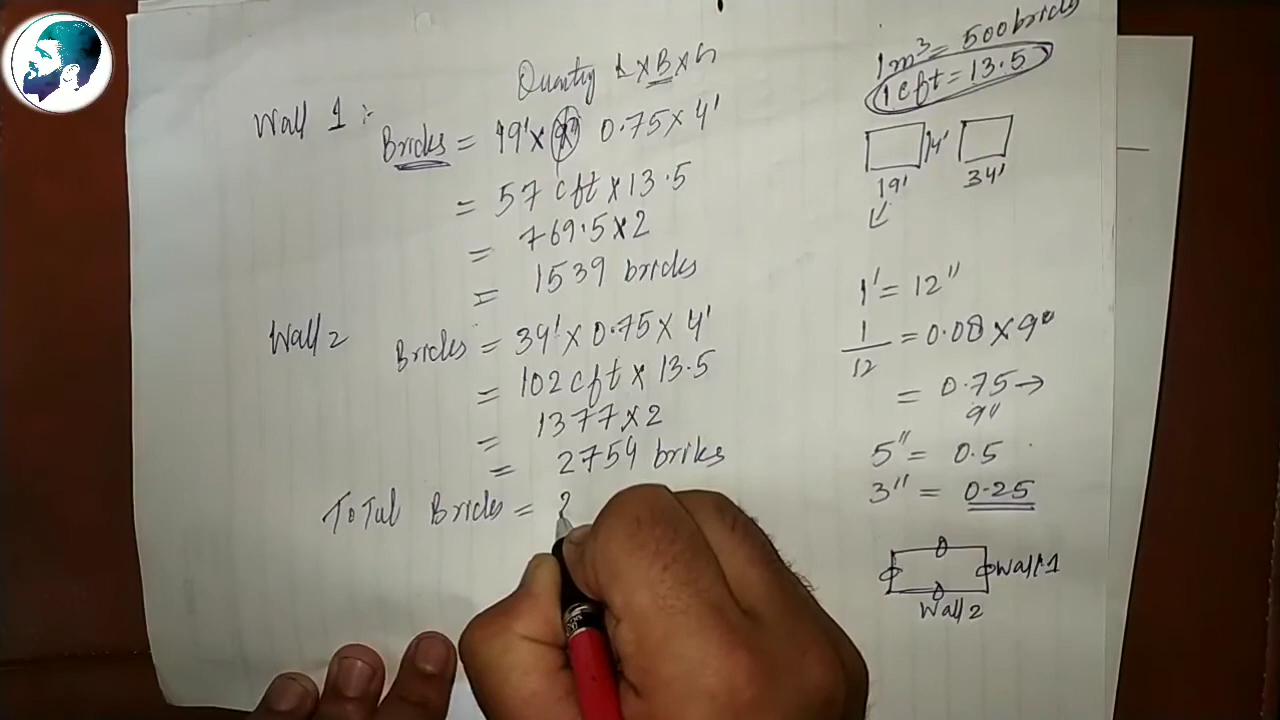 Quantity L×B×H
Wall 1 :-
Bricks = 19'× 9" 0.75×4'
= 57 cft×13.5
= 769.5×2
= 1539 bricks
Wall 2
Bricks = 34'×0.75×4'
= 102 cft×13.5
= 1377×2
= 2754 briks
ToTal Bricks = 2
1m³ = 500 bricks
1 cft = 13.5
4'
19'
34'
1' = 12"
1/12 = 0.08×9"
= 0.75→
9"
5" = 0.5
3" = 0.25
Wall:1
Wall 2